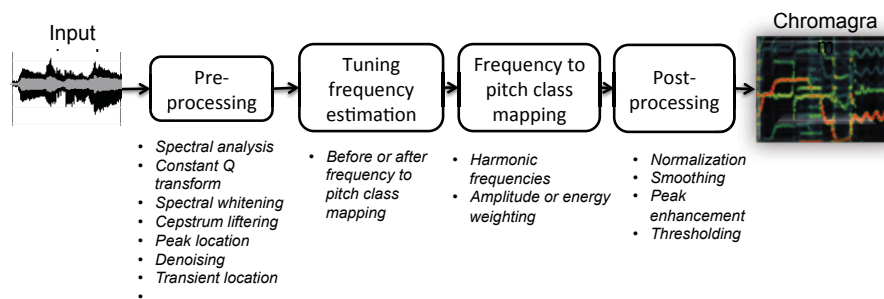 Input
Pre-
processing
Tuning
frequency
estimation
Frequency to
pitch class
mapping
Post-
processing
Chromagra
m
• Spectral analysis
• Constant Q
transform
• Spectral whitening
• Cepstrum liftering
• Peak location
• Denoising
• Transient location
•
• Before or after
frequency to
pitch class
mapping
• Harmonic
frequencies
• Amplitude or energy
weighting
• Normalization
• Smoothing
• Peak
enhancement
• Thresholding